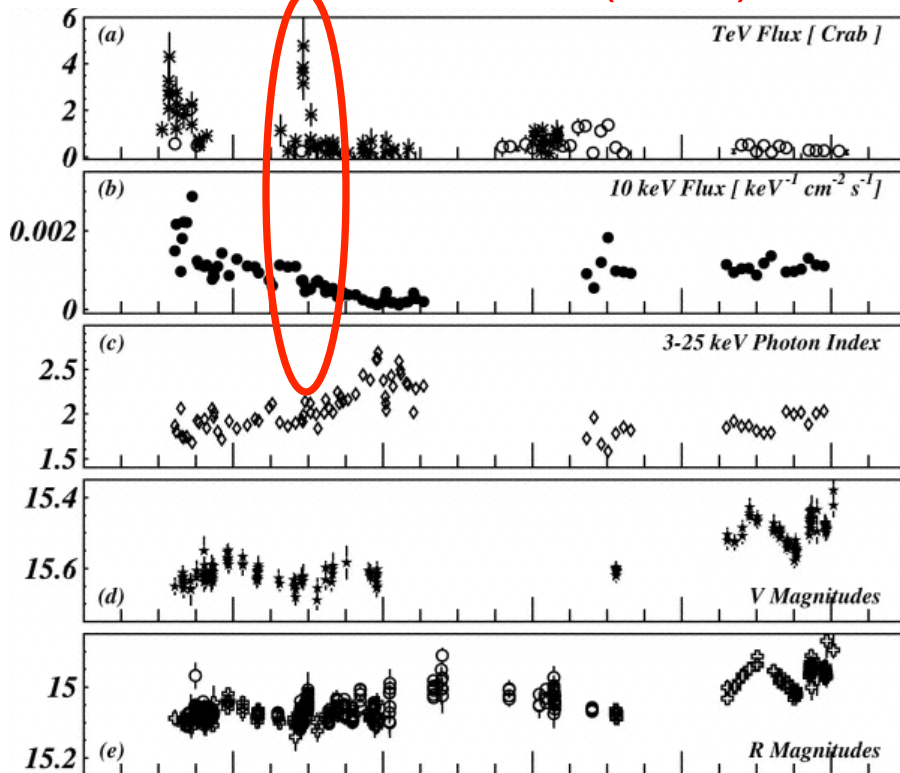 6
(a)
TeV Flux [ Crab ]
4
2
0
(b)
10 keV Flux [ keV⁻¹ cm⁻² s⁻¹]
0.002
0
(c)
3-25 keV Photon Index
2.5
2
1.5
15.4
15.6
(d)
V Magnitudes
15
15.2
(e)
R Magnitudes